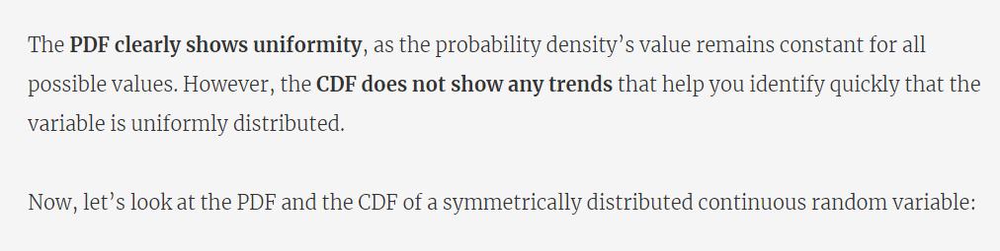 The PDF clearly shows uniformity, as the probability density’s value remains constant for all
possible values. However, the CDF does not show any trends that help you identify quickly that the
variable is uniformly distributed.
Now, let’s look at the PDF and the CDF of a symmetrically distributed continuous random variable: